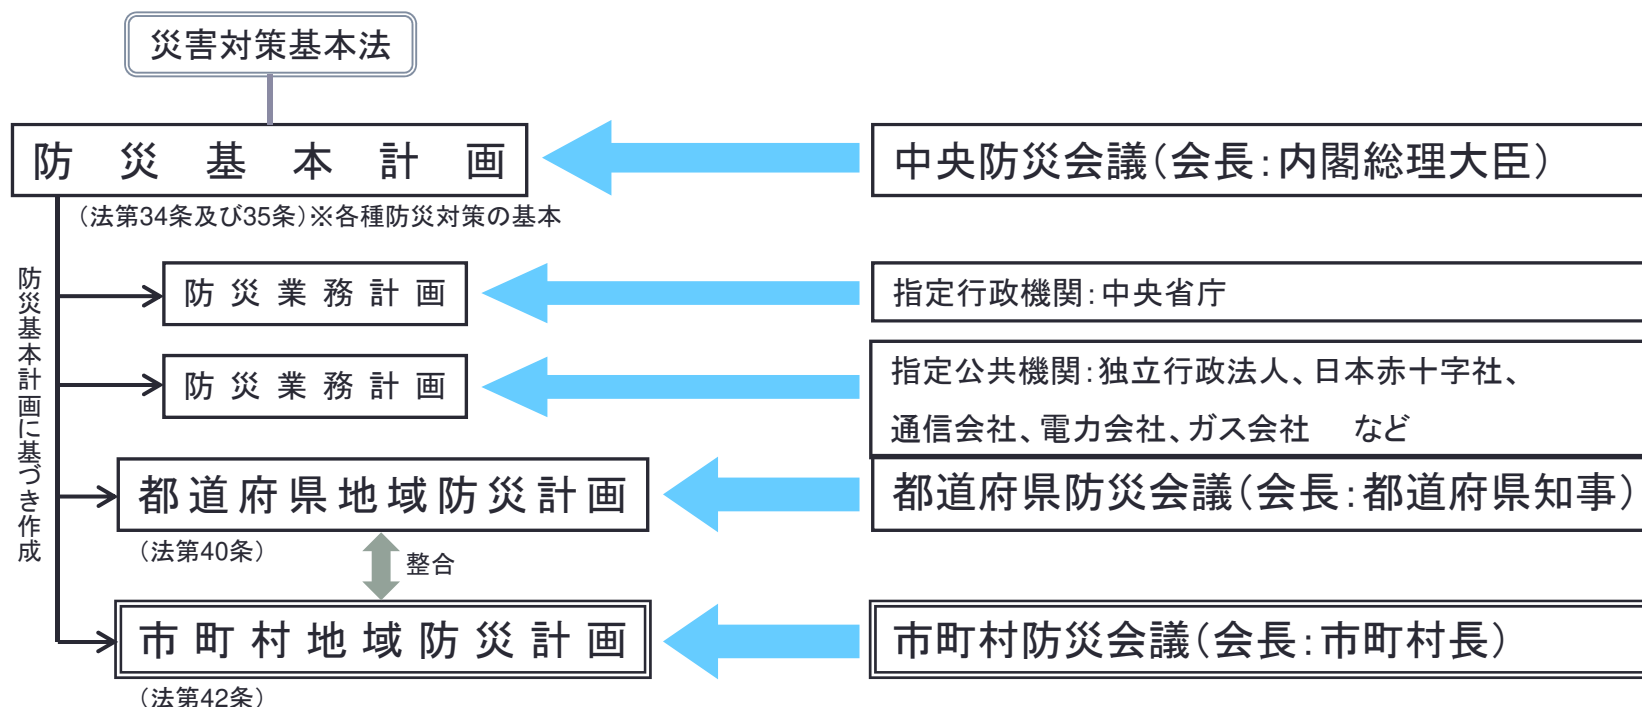 災害対策基本法
防災基本計画
中央防災会議（会長：内閣総理大臣）
（法第34条及び35条）※各種防災対策の基本
防災基本計画に基づき作成
防災業務計画
指定行政機関：中央省庁
防災業務計画
指定公共機関：独立行政法人、日本赤十字社、
通信会社、電力会社、ガス会社　など
都道府県地域防災計画
都道府県防災会議（会長：都道府県知事）
（法第40条）
整合
市町村地域防災計画
市町村防災会議（会長：市町村長）
（法第42条）